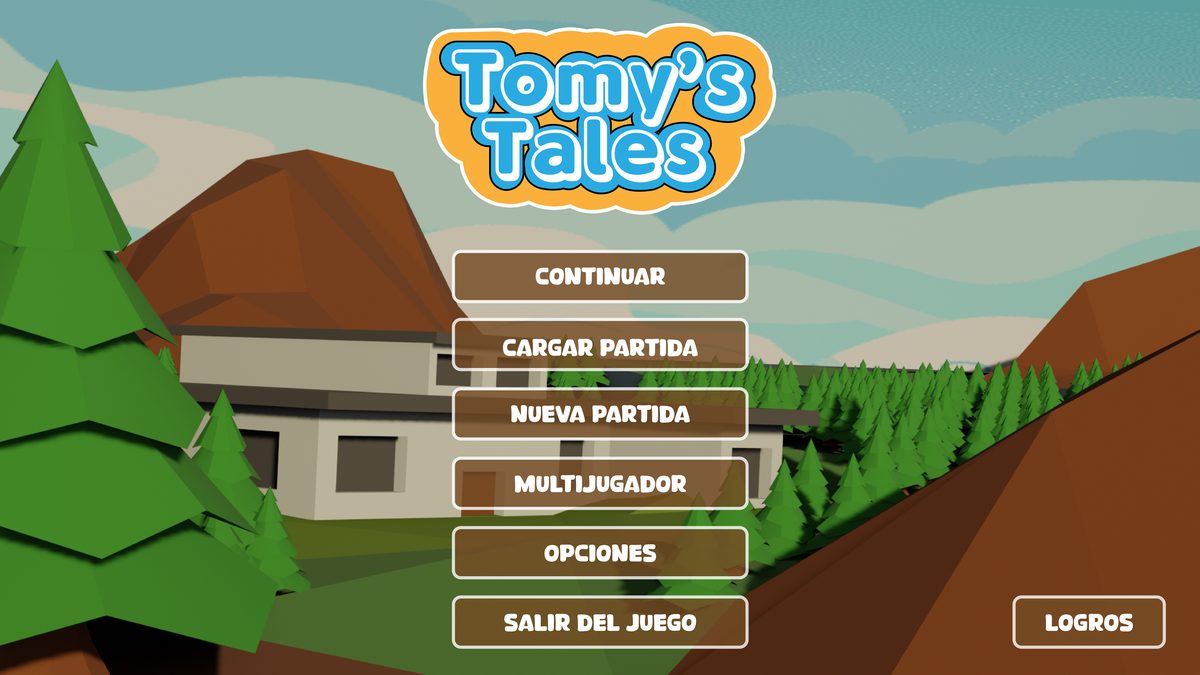 Tomy's
Tales
CONTINUAR
CARGAR PARTIDA
NUEVA PARTIDA
MULTIJUGADOR
OPCIONES
SALIR DEL JUEGO
LOGROS